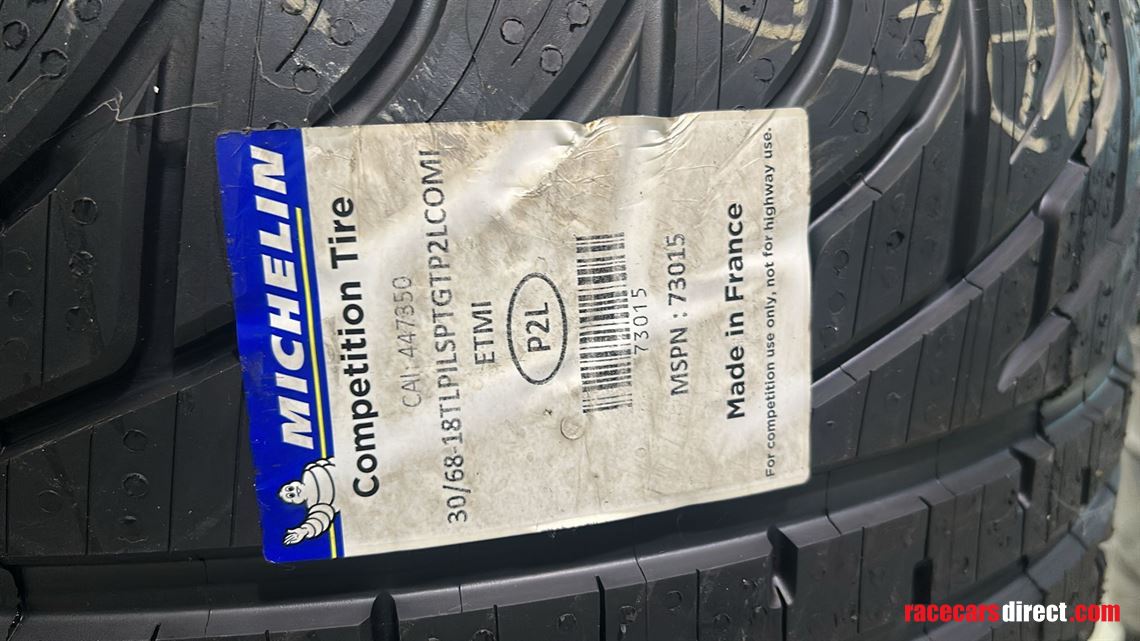 MICHELIN
Competition Tire
CAI 447350
30/68-18TLPILSPTGTP2LCOMI
ETMI
P2L
73015
MSPN : 73015
Made in France
For competition use only, not for highway use.
racecarsdirect.com